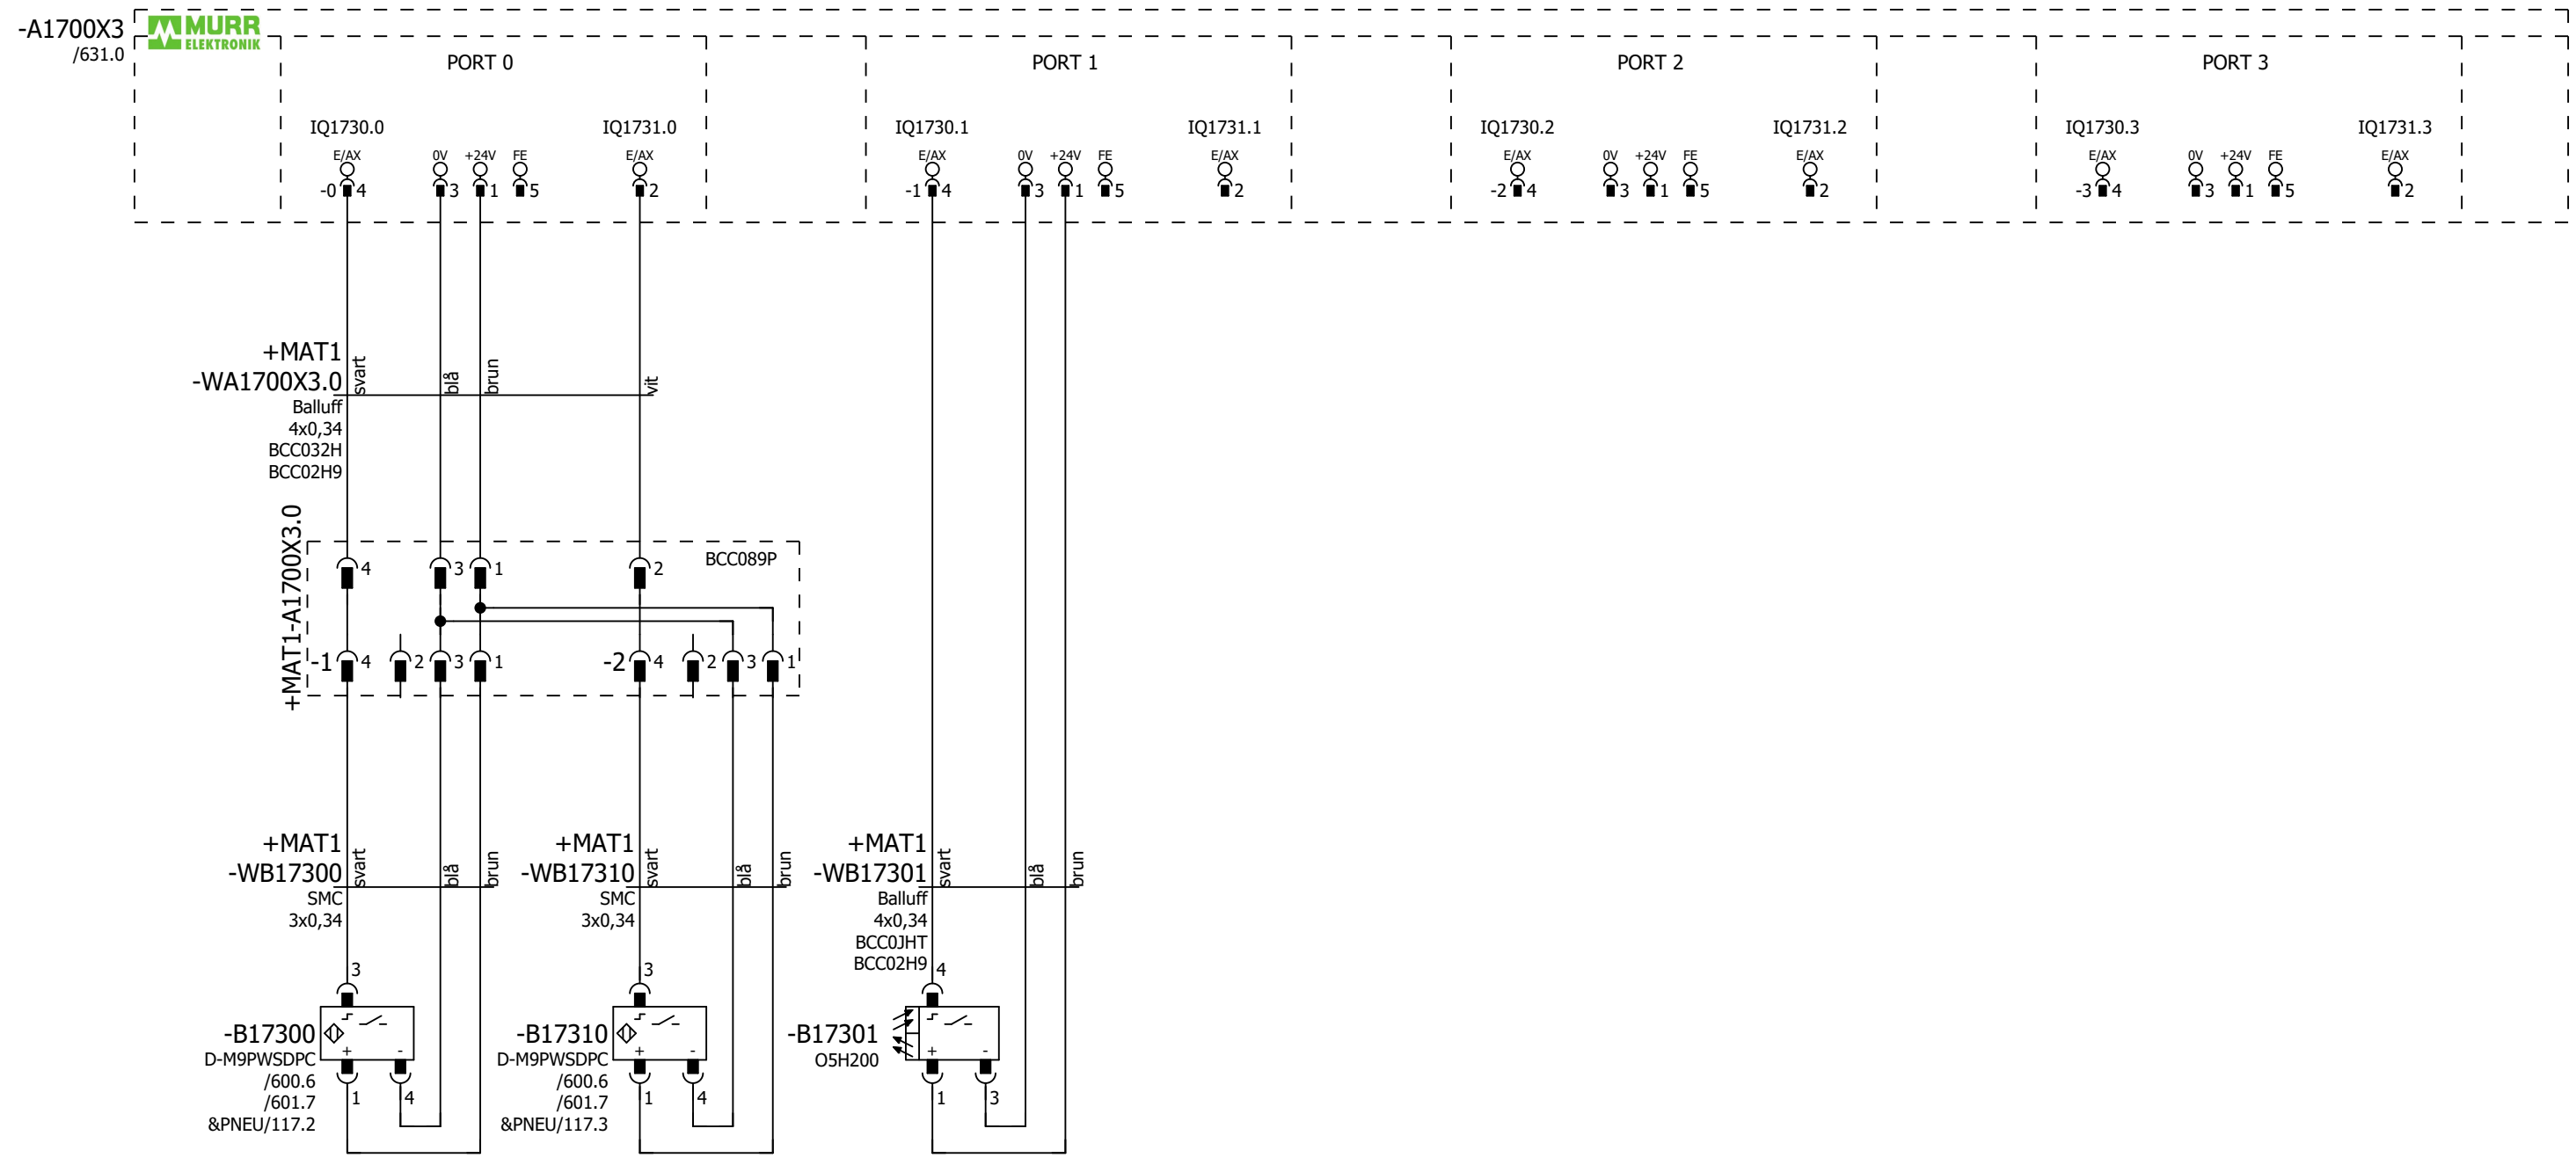 -A1700X3
/631.0
MURR
ELEKTRONIK
PORT 0
PORT 1
PORT 2
PORT 3
IQ1730.0
IQ1731.0
IQ1730.1
IQ1731.1
IQ1730.2
IQ1731.2
IQ1730.3
IQ1731.3
E/AX 0V +24V FE E/AX
E/AX 0V +24V FE E/AX
E/AX 0V +24V FE E/AX
E/AX 0V +24V FE E/AX
-0 4 3 1 5 2
-1 4 3 1 5 2
-2 4 3 1 5 2
-3 4 3 1 5 2
+MAT1
-WA1700X3.0
Balluff
4x0,34
BCC032H
BCC02H9
svart
blå
brun
vit
+MAT1-A1700X3.0
BCC089P
4 3 1 2
-1 4 2 3 1
-2 4 2 3 1
+MAT1
-WB17300
SMC
3x0,34
svart
blå
brun
+MAT1
-WB17310
SMC
3x0,34
svart
blå
brun
+MAT1
-WB17301
Balluff
4x0,34
BCC0JHT
BCC02H9
svart
blå
brun
3
-B17300
D-M9PWSDPC
/600.6
/601.7
&PNEU/117.2
+ -
1 4
3
-B17310
D-M9PWSDPC
/600.6
/601.7
&PNEU/117.3
+ -
1 4
4
-B17301
O5H200
+ -
1 3